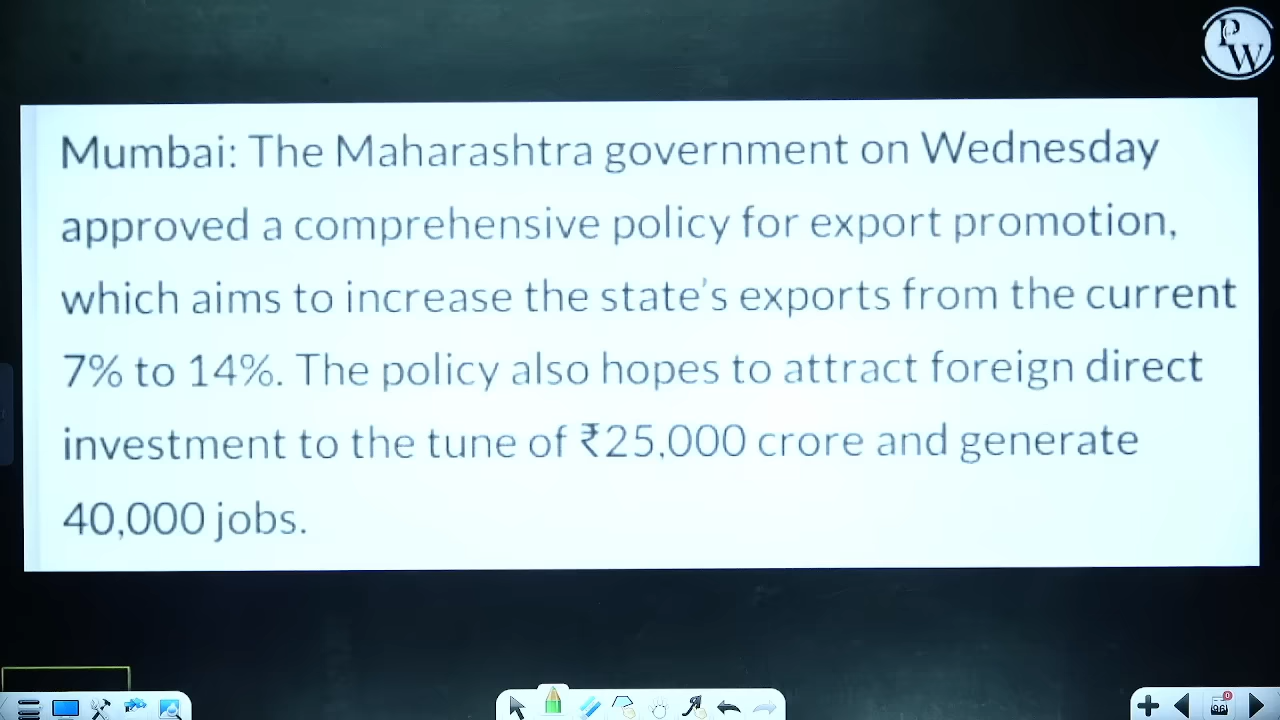 PW
Mumbai: The Maharashtra government on Wednesday
approved a comprehensive policy for export promotion,
which aims to increase the state's exports from the current
7% to 14%. The policy also hopes to attract foreign direct
investment to the tune of ₹25,000 crore and generate
40,000 jobs.